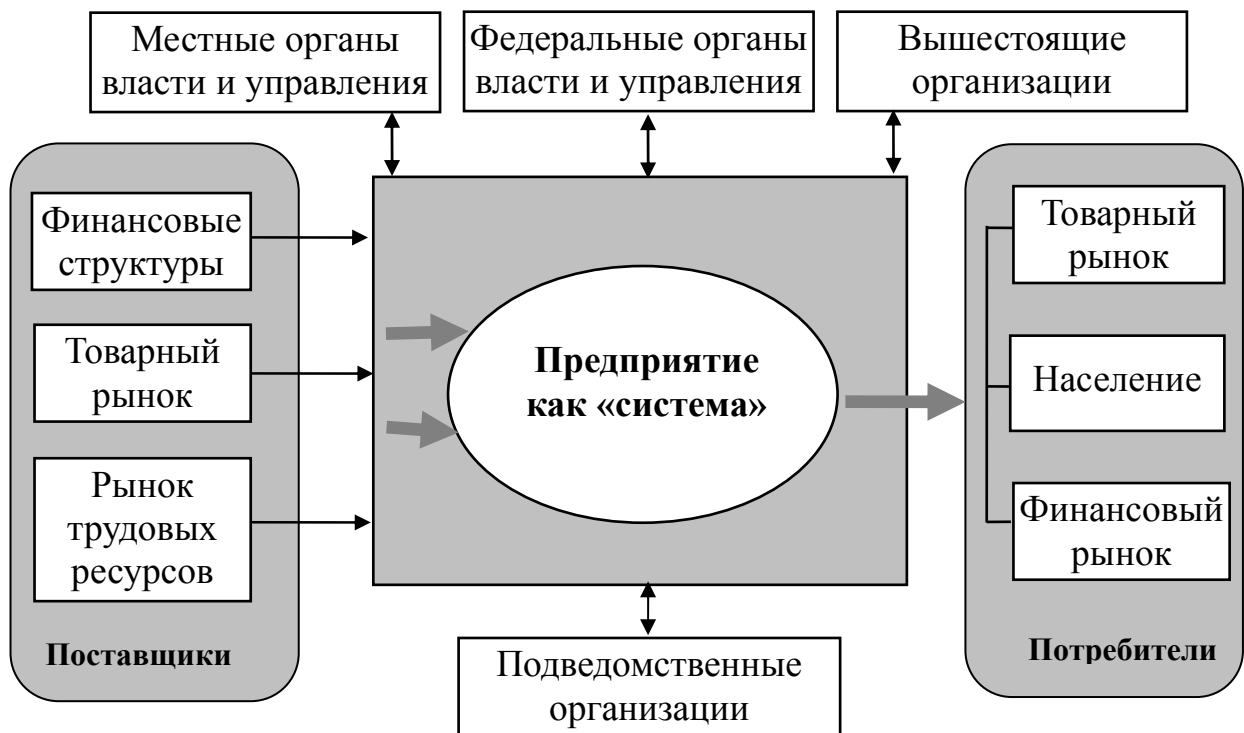 Местные органы
власти и управления
Федеральные органы
власти и управления
Вышестоящие
организации
Финансовые
структуры
Товарный
рынок
Рынок
трудовых
ресурсов
Поставщики
Предприятие
как «система»
Товарный
рынок
Население
Финансовый
рынок
Потребители
Подведомственные
организации